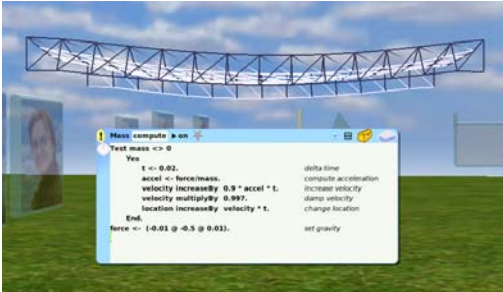 ! Mass compute ▸ on
Test mass <> 0
Yes
t <- 0.02. delta time
accel <- force/mass. compute acceleration
velocity increaseBy 0.9 * accel * t. increase velocity
velocity multiplyBy 0.997. damp velocity
location increaseBy velocity * t. change location
End.
force <- (-0.01 @ -0.5 @ 0.01). set gravity